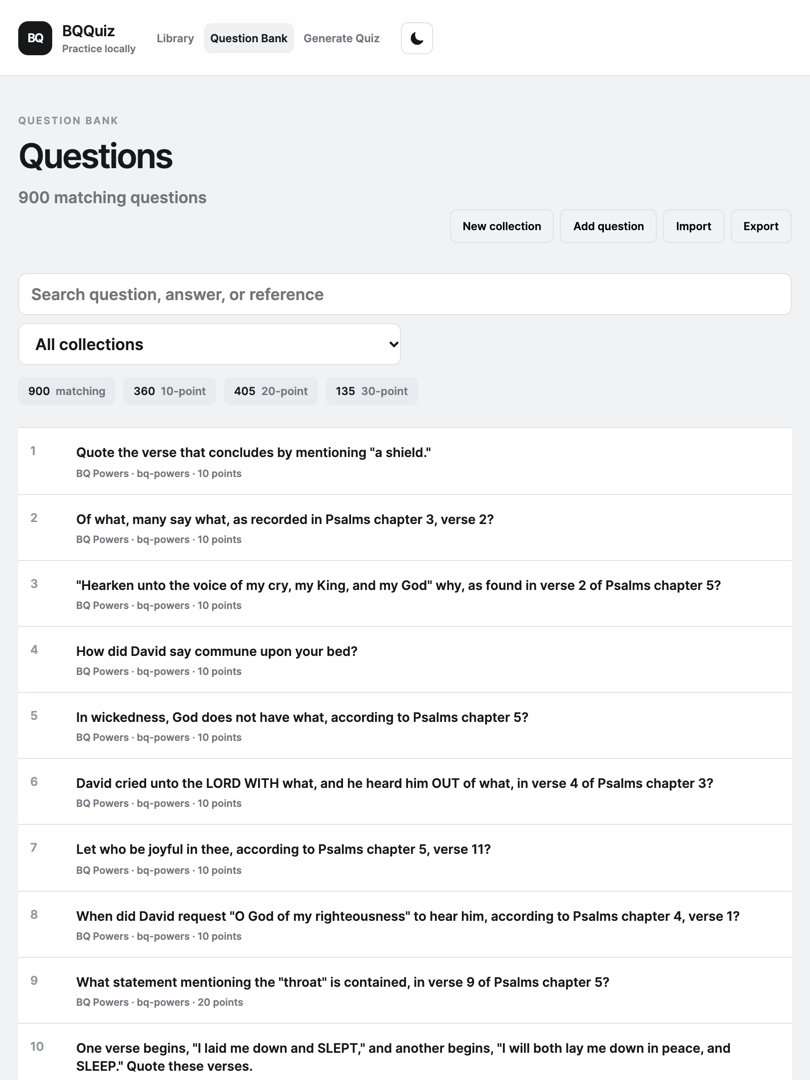 BQ
BQQuiz
Practice locally
Library
Question Bank
Generate Quiz
QUESTION BANK
Questions
900 matching questions
New collection
Add question
Import
Export
Search question, answer, or reference
All collections
900 matching
360 10-point
405 20-point
135 30-point
1
Quote the verse that concludes by mentioning "a shield."
BQ Powers · bq-powers · 10 points
2
Of what, many say what, as recorded in Psalms chapter 3, verse 2?
BQ Powers · bq-powers · 10 points
3
"Hearken unto the voice of my cry, my King, and my God" why, as found in verse 2 of Psalms chapter 5?
BQ Powers · bq-powers · 10 points
4
How did David say commune upon your bed?
BQ Powers · bq-powers · 10 points
5
In wickedness, God does not have what, according to Psalms chapter 5?
BQ Powers · bq-powers · 10 points
6
David cried unto the LORD WITH what, and he heard him OUT of what, in verse 4 of Psalms chapter 3?
BQ Powers · bq-powers · 10 points
7
Let who be joyful in thee, according to Psalms chapter 5, verse 11?
BQ Powers · bq-powers · 10 points
8
When did David request "O God of my righteousness" to hear him, according to Psalms chapter 4, verse 1?
BQ Powers · bq-powers · 10 points
9
What statement mentioning the "throat" is contained, in verse 9 of Psalms chapter 5?
BQ Powers · bq-powers · 20 points
10
One verse begins, "I laid me down and SLEPT," and another begins, "I will both lay me down in peace, and
SLEEP." Quote these verses.